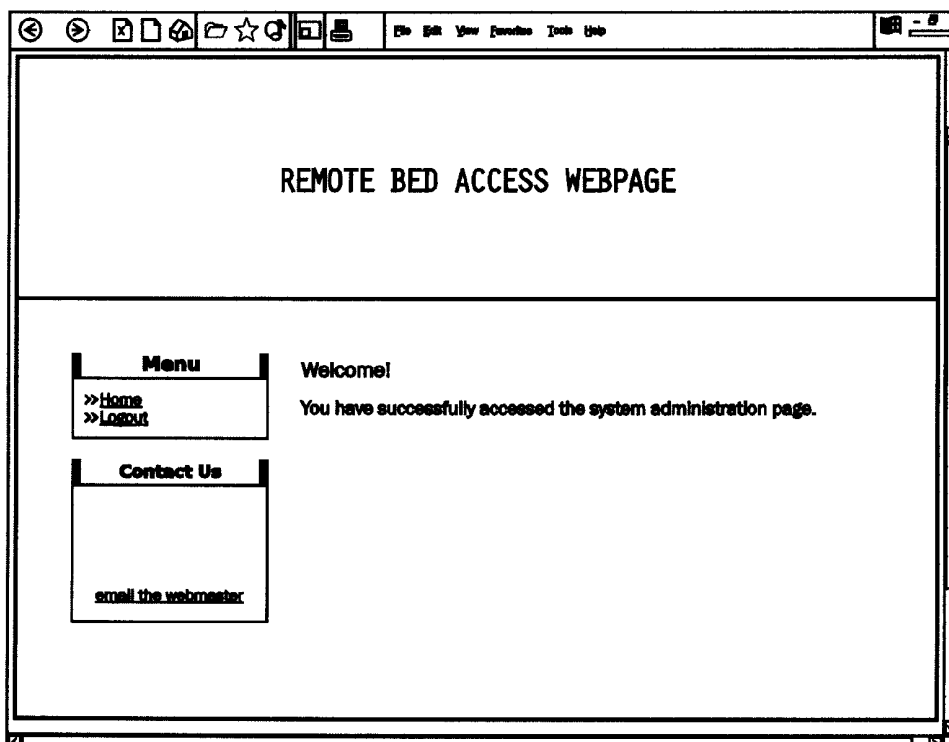 File Edit View Favorites Tools Help
REMOTE BED ACCESS WEBPAGE
Menu
>>Home
>>Logout
Contact Us
email the webmaster
Welcome!
You have successfully accessed the system administration page.